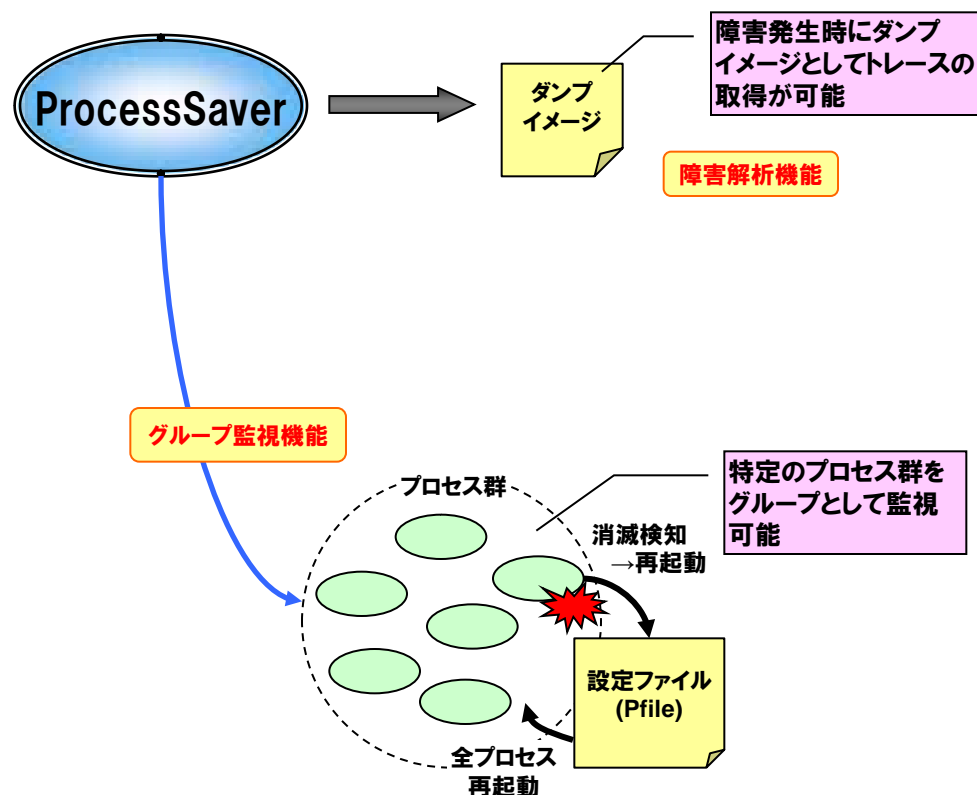 ProcessSaver
ダンプ
イメージ
障害発生時にダンプ
イメージとしてトレースの
取得が可能
障害解析機能
グループ監視機能
プロセス群
特定のプロセス群を
グループとして監視
可能
消滅検知
→再起動
設定ファイル
(Pfile)
全プロセス
再起動